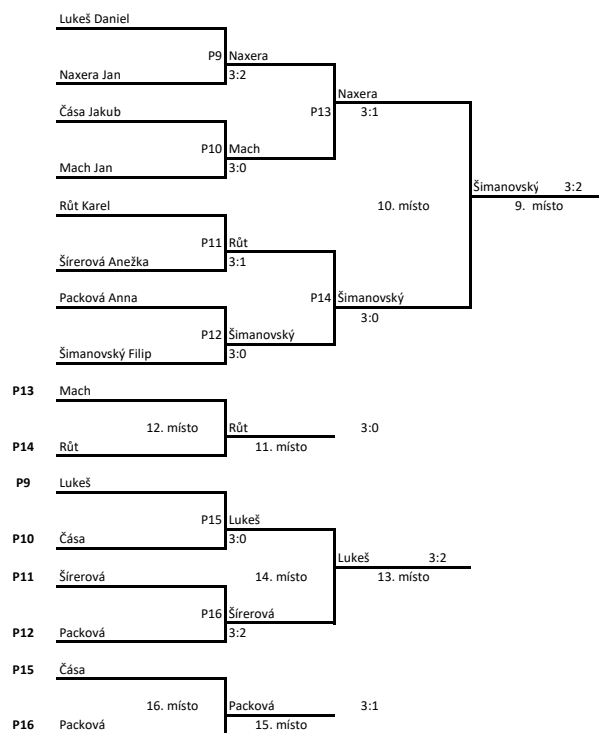 Lukeš Daniel
P9 Naxera
Naxera Jan 3:2
Naxera
Čása Jakub P13 3:1
P10 Mach
Mach Jan 3:0
Šimanovský 3:2
Růt Karel 10. místo 9. místo
P11 Růt
Šírerová Anežka 3:1
Packová Anna P14 Šimanovský
3:0
P12 Šimanovský
Šimanovský Filip 3:0
P13 Mach
12. místo Růt 3:0
P14 Růt 11. místo
P9 Lukeš
P15 Lukeš
P10 Čása 3:0
Lukeš 3:2
P11 Šírerová 14. místo 13. místo
P16 Šírerová
P12 Packová 3:2
P15 Čása
16. místo Packová 3:1
P16 Packová 15. místo